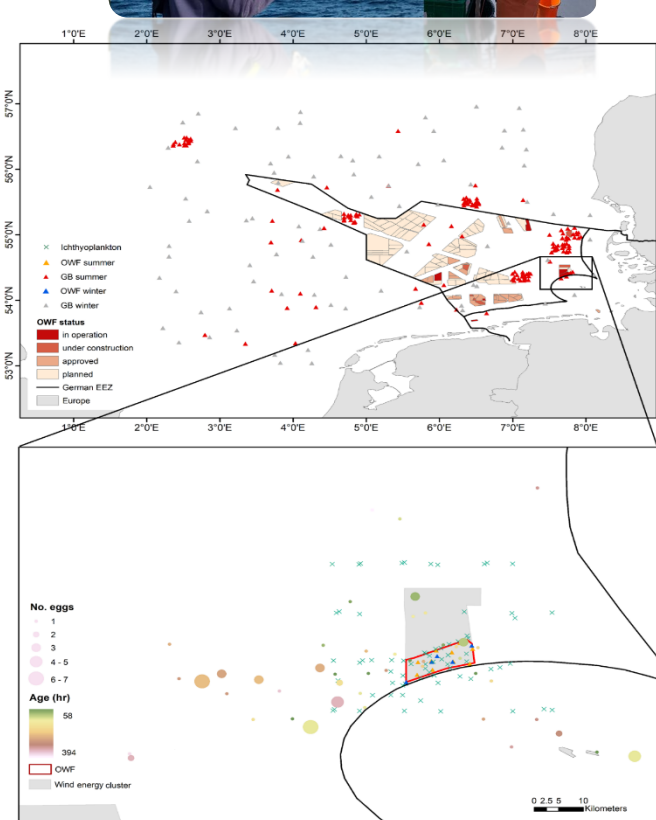 1°0'E 2°0'E 3°0'E 4°0'E 5°0'E 6°0'E 7°0'E 8°0'E
57°0'N
56°0'N
55°0'N
54°0'N
53°0'N
Ichthyoplankton
OWF summer
GB summer
OWF winter
GB winter
OWF status
in operation
under construction
approved
planned
German EEZ
Europe
1°0'E 2°0'E 3°0'E 4°0'E 5°0'E 6°0'E 7°0'E 8°0'E
No. eggs
1
2
3
4 - 5
6 - 7
Age (hr)
58
394
OWF
Wind energy cluster
0 2.5 5 10
Kilometers